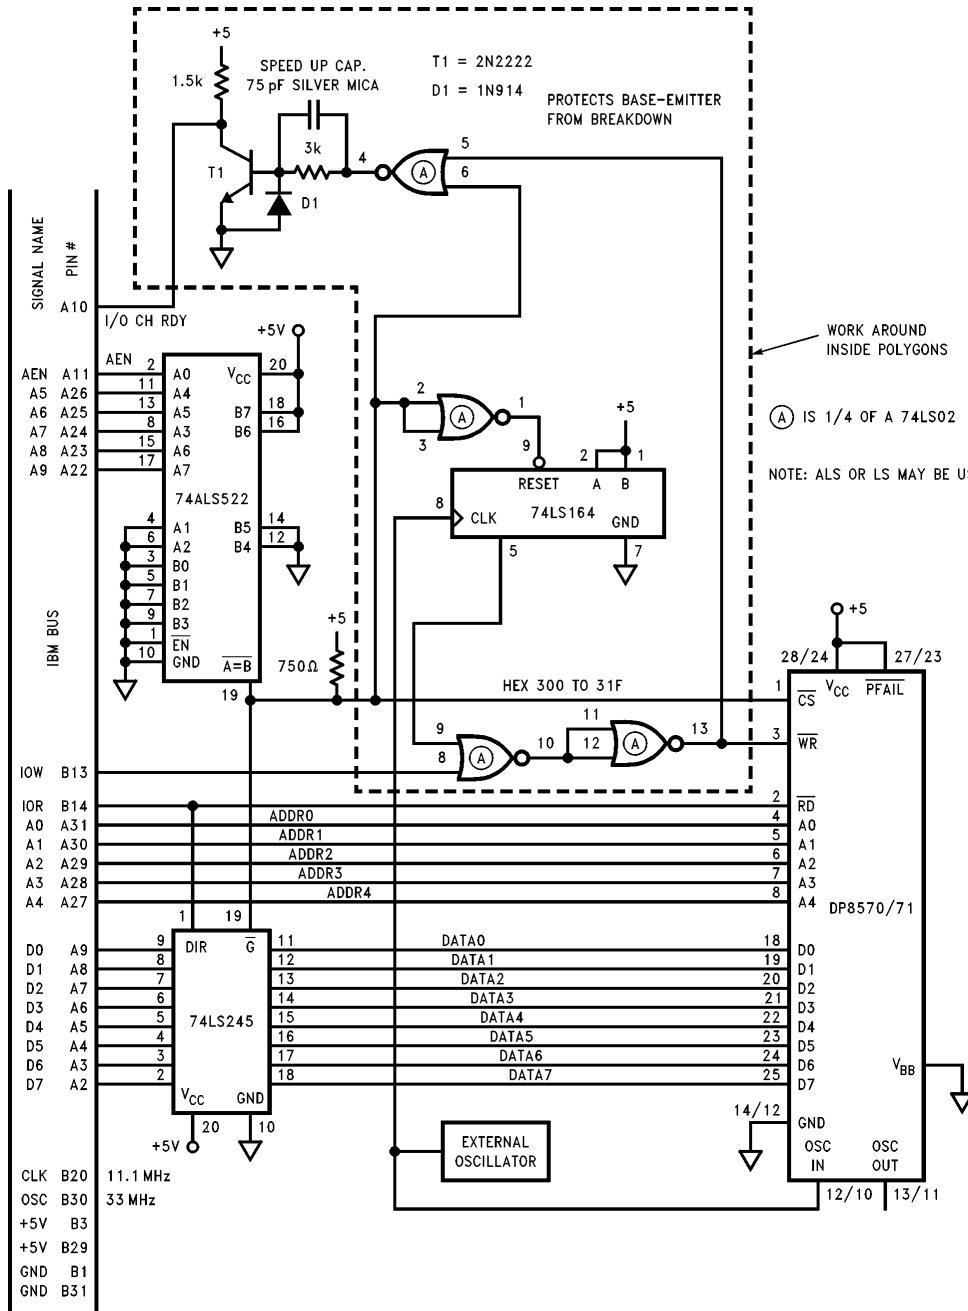 +5
1.5k
SPEED UP CAP.
75 pF SILVER MICA
T1 = 2N2222
D1 = 1N914
PROTECTS BASE-EMITTER
FROM BREAKDOWN
3k
4
A
5
6
T1
D1
SIGNAL NAME
PIN #
A10
I/O CH RDY
+5V
WORK AROUND
INSIDE POLYGONS
A IS 1/4 OF A 74LS02
NOTE: ALS OR LS MAY BE U
AEN
AEN A11 2 A0 VCC 20
A5 A26 11 A4
A6 A25 13 A5 B7 18
A7 A24 8 A3 B6 16
A8 A23 15 A6
A9 A22 17 A7
74ALS522
4 A1 B5 14
6 A2 B4 12
3 B0
5 B1
7 B2
9 B3
1 EN
10 GND
A=B
19
IBM BUS
2
3
A
1
9
+5
2 1
RESET A B
8 CLK
74LS164
GND
5
7
+5
750Ω
HEX 300 TO 31F
+5
28/24 27/23
VCC PFAIL
1 CS
9
8
A
10
11
12
A
13
3 WR
IOW B13
IOR B14 2 RD
A0 A31 ADDR0 4 A0
A1 A30 ADDR1 5 A1
A2 A29 ADDR2 6 A2
A3 A28 ADDR3 7 A3
A4 A27 ADDR4 8 A4
DP8570/71
1 19
DIR G
D0 A9 9 11 DATA0 18 D0
D1 A8 8 12 DATA1 19 D1
D2 A7 7 13 DATA2 20 D2
D3 A6 6 14 DATA3 21 D3
D4 A5 5 15 DATA4 22 D4
D5 A4 4 16 DATA5 23 D5
D6 A3 3 17 DATA6 24 D6
D7 A2 2 18 DATA7 25 D7
74LS245
VBB
VCC GND
20 10
+5V
14/12 GND
EXTERNAL
OSCILLATOR
OSC IN
OSC OUT
12/10 13/11
CLK B20 11.1 MHz
OSC B30 33 MHz
+5V B3
+5V B29
GND B1
GND B31